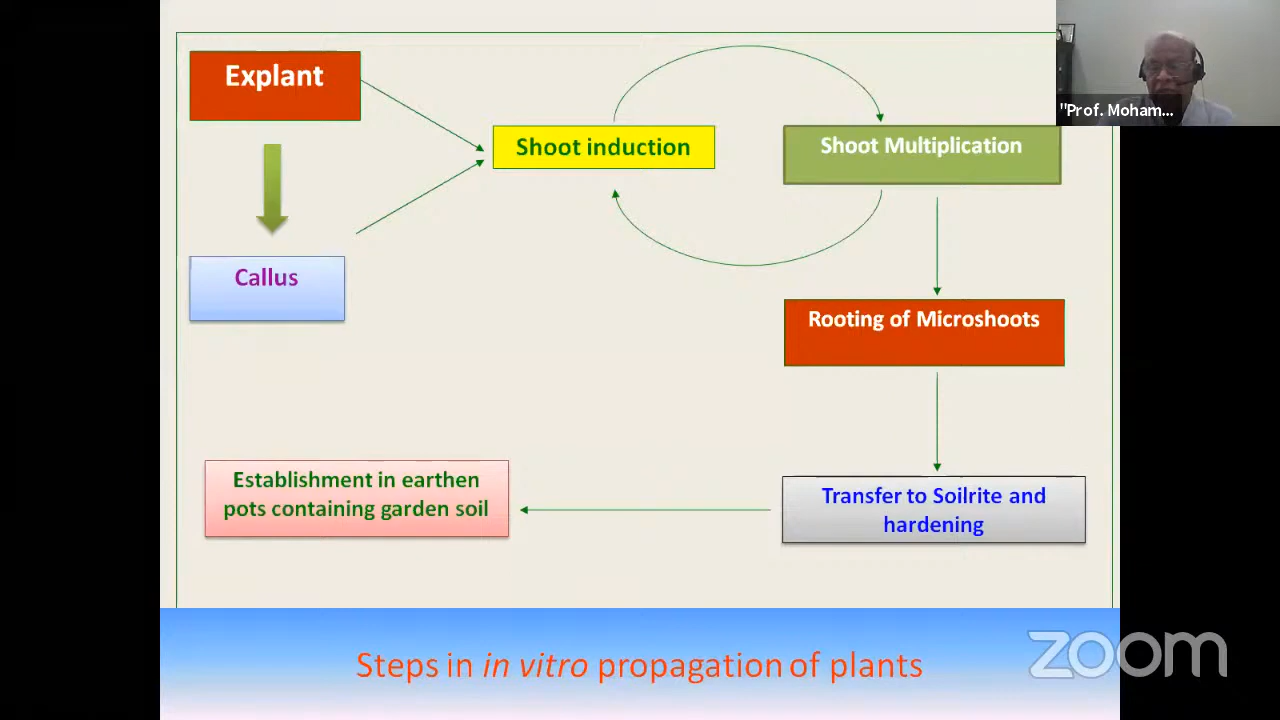 Explant
"Prof. Moham...
Shoot induction
Shoot Multiplication
Callus
Rooting of Microshoots
Establishment in earthen
pots containing garden soil
Transfer to Soilrite and
hardening
Steps in in vitro propagation of plants
zoom